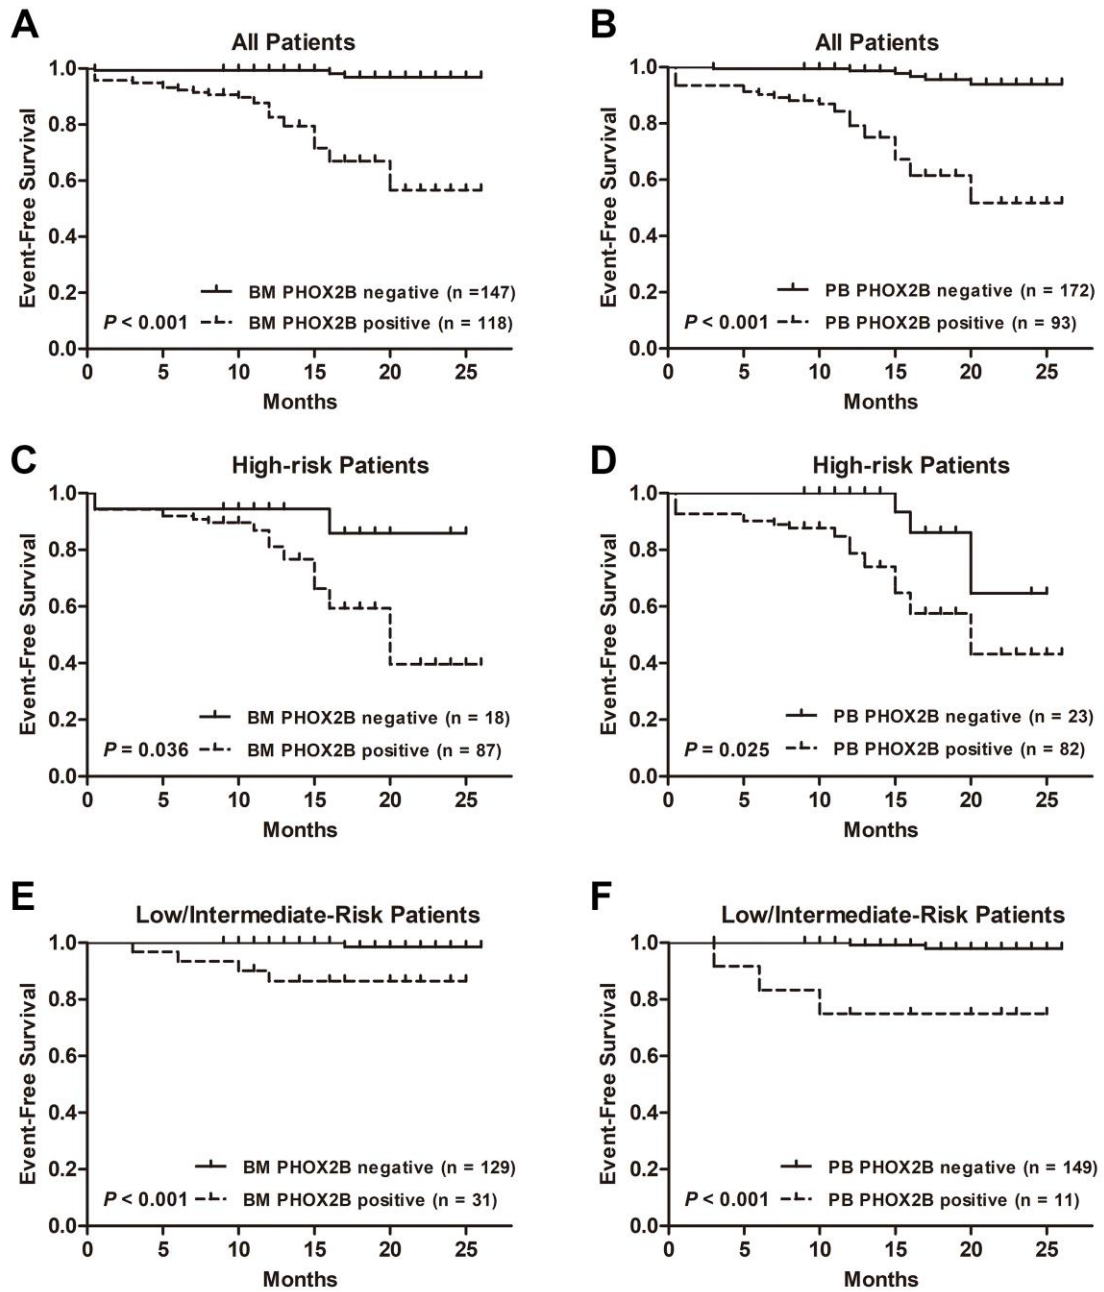 A
All Patients
Event-Free Survival
1.0
0.8
0.6
0.4
0.2
0.0
BM PHOX2B negative (n =147)
P < 0.001 BM PHOX2B positive (n = 118)
0 5 10 15 20 25
Months
B
All Patients
Event-Free Survival
1.0
0.8
0.6
0.4
0.2
0.0
PB PHOX2B negative (n = 172)
P < 0.001 PB PHOX2B positive (n = 93)
0 5 10 15 20 25
Months
C
High-risk Patients
Event-Free Survival
1.0
0.8
0.6
0.4
0.2
0.0
BM PHOX2B negative (n = 18)
P = 0.036 BM PHOX2B positive (n = 87)
0 5 10 15 20 25
Months
D
High-risk Patients
Event-Free Survival
1.0
0.8
0.6
0.4
0.2
0.0
PB PHOX2B negative (n = 23)
P = 0.025 PB PHOX2B positive (n = 82)
0 5 10 15 20 25
Months
E
Low/Intermediate-Risk Patients
Event-Free Survival
1.0
0.8
0.6
0.4
0.2
0.0
BM PHOX2B negative (n = 129)
P < 0.001 BM PHOX2B positive (n = 31)
0 5 10 15 20 25
Months
F
Low/Intermediate-Risk Patients
Event-Free Survival
1.0
0.8
0.6
0.4
0.2
0.0
PB PHOX2B negative (n = 149)
P < 0.001 PB PHOX2B positive (n = 11)
0 5 10 15 20 25
Months